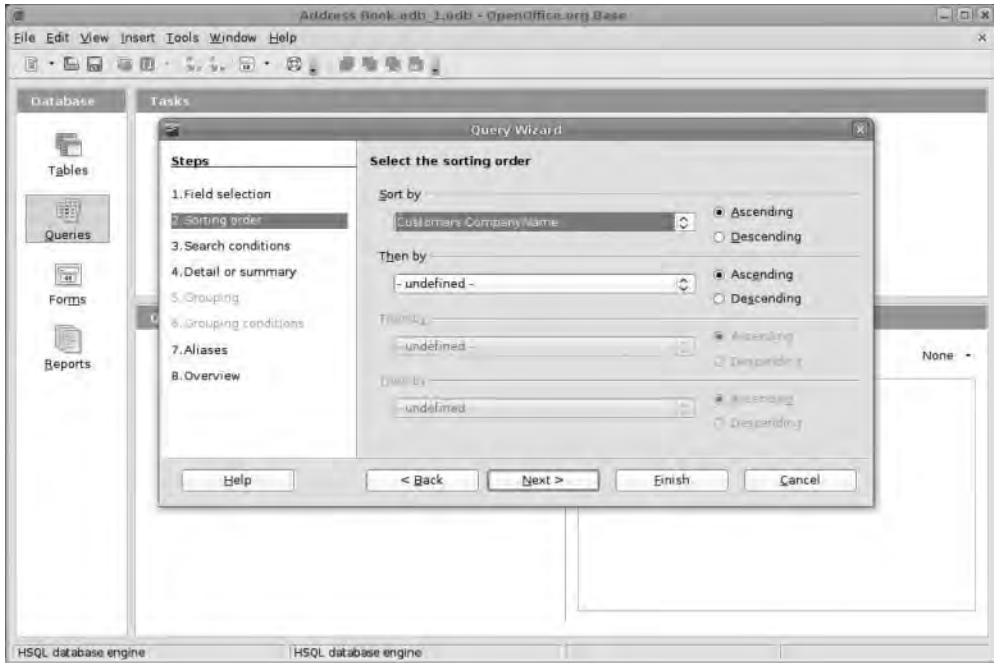 Address Book.odb_1.odb - OpenOffice.org Base
File Edit View Insert Tools Window Help
Database
Tasks
Tables
Queries
Forms
Reports
Query Wizard
Steps
1. Field selection
2. Sorting order
3. Search conditions
4. Detail or summary
5. Grouping
6. Grouping conditions
7. Aliases
8. Overview
Select the sorting order
Sort by
Customers.CompanyName
Ascending
Descending
Then by
- undefined -
Ascending
Descending
Then by
- undefined -
Ascending
Descending
Then by
- undefined -
Ascending
Descending
Help
< Back
Next >
Finish
Cancel
None
HSQL database engine
HSQL database engine